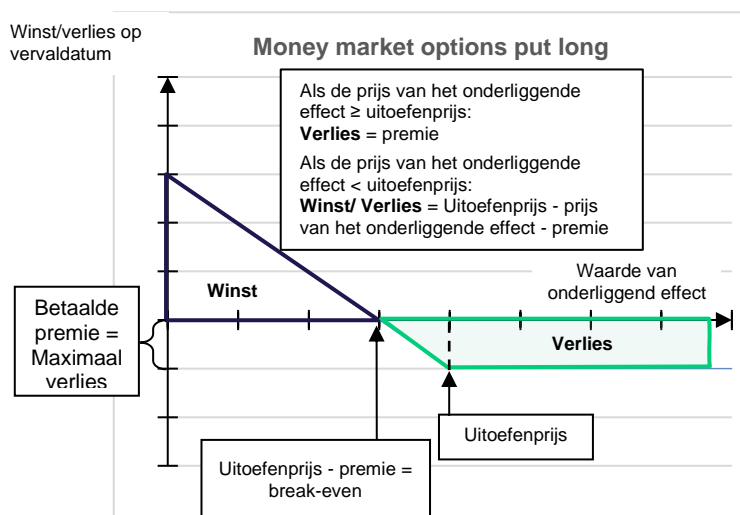 Winst/verlies op
vervaldatum
Money market options put long
Als de prijs van het onderliggende
effect ≥ uitoefenprijs:
Verlies = premie
Als de prijs van het onderliggende
effect < uitoefenprijs:
Winst/ Verlies = Uitoefenprijs - prijs
van het onderliggende effect - premie
Waarde van
onderliggend effect
Winst
Betaalde
premie =
Maximaal
verlies
Verlies
Uitoefenprijs
Uitoefenprijs - premie =
break-even